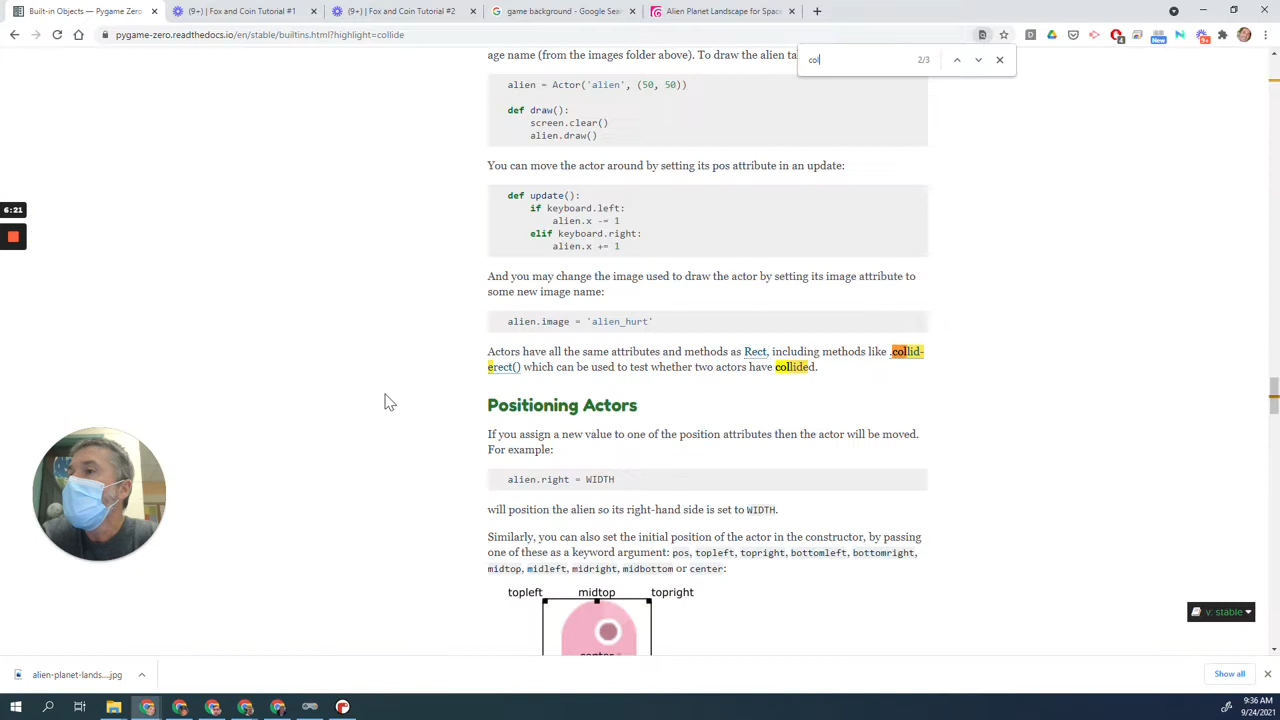 Built-in Objects — Pygame Zero
(9+) | Fox and Coin Tutorial #1
(9+) | Fox and Coin Tutorial #2
game background - Google Sea
Alien Planet Landscape for Space
pygame-zero.readthedocs.io/en/stable/builtins.html?highlight=collide
4
New
age name (from the images folder above). To draw the alien ta
col
2/3
alien = Actor('alien', (50, 50))
def draw():
screen.clear()
alien.draw()
You can move the actor around by setting its pos attribute in an update:
def update():
if keyboard.left:
alien.x -= 1
elif keyboard.right:
alien.x += 1
6:21
And you may change the image used to draw the actor by setting its image attribute to
some new image name:
alien.image = 'alien_hurt'
Actors have all the same attributes and methods as Rect, including methods like .collid-
erect() which can be used to test whether two actors have collided.
Positioning Actors
If you assign a new value to one of the position attributes then the actor will be moved.
For example:
alien.right = WIDTH
will position the alien so its right-hand side is set to WIDTH.
Similarly, you can also set the initial position of the actor in the constructor, by passing
one of these as a keyword argument: pos, topleft, topright, bottomleft, bottomright,
midtop, midleft, midright, midbottom or center:
topleft midtop topright
center
v: stable
alien-planet-lands....jpg
Show all
9:36 AM
9/24/2021